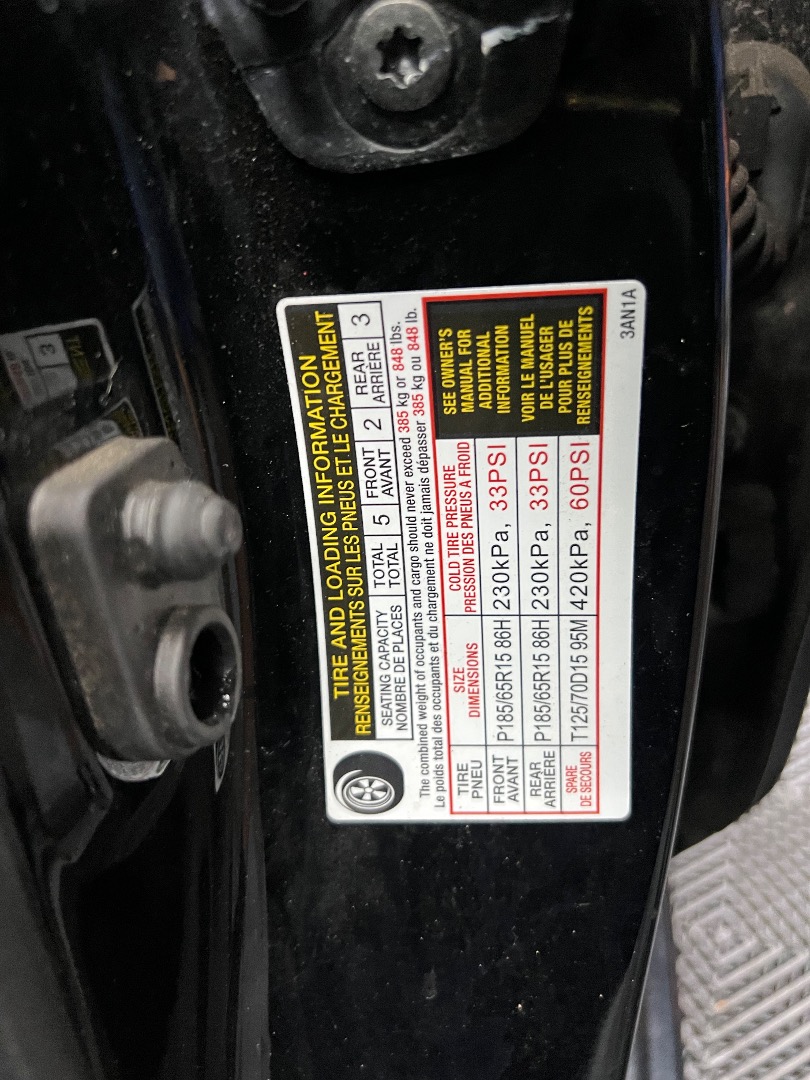 TIRE AND LOADING INFORMATION
RENSEIGNEMENTS SUR LES PNEUS ET LE CHARGEMENT
SEATING CAPACITY TOTAL 5 FRONT 2 REAR 3
NOMBRE DE PLACES TOTAL AVANT ARRIÈRE
The combined weight of occupants and cargo should never exceed 385 kg or 848 lbs.
Le poids total des occupants et du chargement ne doit jamais dépasser 385 kg ou 848 lb.
TIRE SIZE COLD TIRE PRESSURE
PNEU DIMENSIONS PRESSION DES PNEUS A FROID
FRONT P185/65R15 86H 230kPa, 33PSI
AVANT
REAR P185/65R15 86H 230kPa, 33PSI
ARRIÈRE
SPARE T125/70D15 95M 420kPa, 60PSI
DE SECOURS
SEE OWNER'S
MANUAL FOR
ADDITIONAL
INFORMATION
VOIR LE MANUEL
DE L'USAGER
POUR PLUS DE
RENSEIGNEMENTS
3AN1A
3